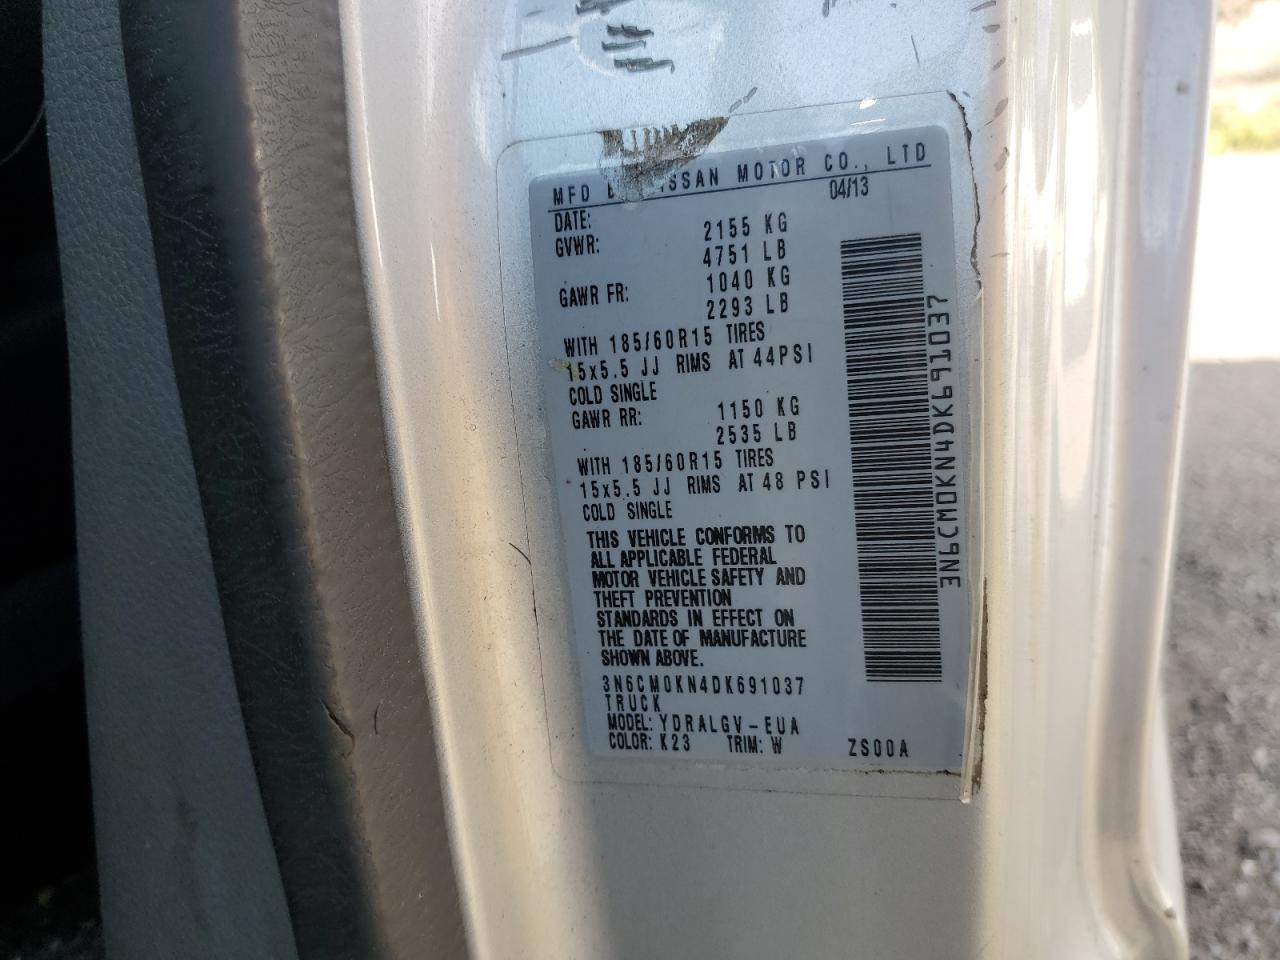 MFD B NISSAN MOTOR CO., LTD
DATE: 04/13
GVWR: 2155 KG
4751 LB
GAWR FR: 1040 KG
2293 LB
WITH 185/60R15 TIRES
15x5.5 JJ RIMS AT 44PSI
COLD SINGLE
GAWR RR: 1150 KG
2535 LB
WITH 185/60R15 TIRES
15x5.5 JJ RIMS AT 48 PSI
COLD SINGLE
THIS VEHICLE CONFORMS TO
ALL APPLICABLE FEDERAL
MOTOR VEHICLE SAFETY AND
THEFT PREVENTION
STANDARDS IN EFFECT ON
THE DATE OF MANUFACTURE
SHOWN ABOVE.
3N6CM0KN4DK691037
TRUCK
MODEL: YDRALGV-EUA
COLOR: K23 TRIM: W ZS00A
3N6CM0KN4DK691037